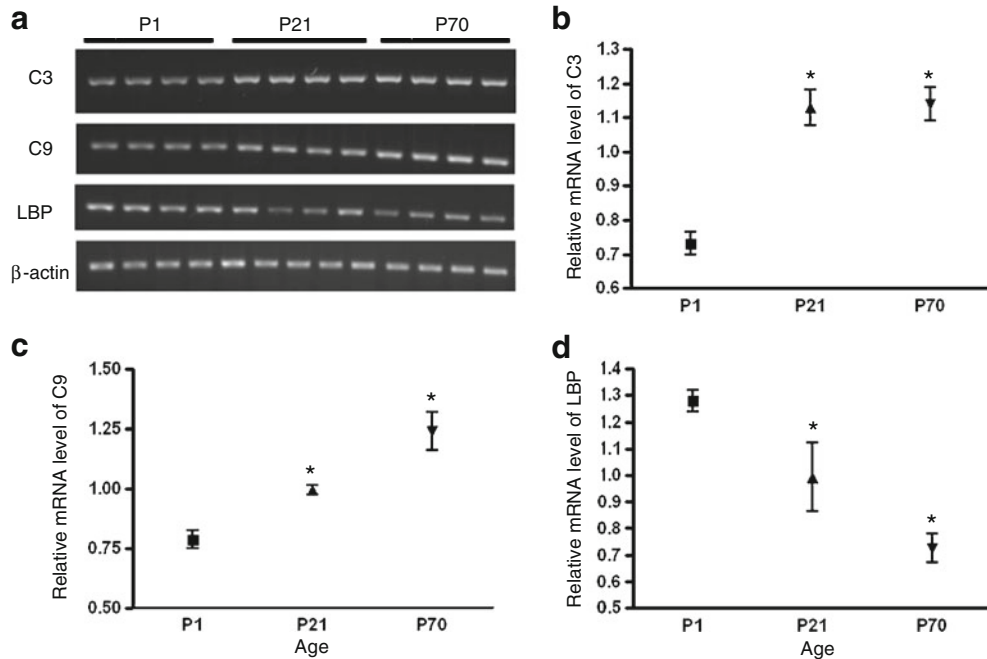 a
P1 P21 P70
C3
C9
LBP
β-actin
b
Relative mRNA level of C3
1.3
1.2
1.1
1.0
0.9
0.8
0.7
0.6
* *
P1 P21 P70
c
Relative mRNA level of C9
1.50
1.25
1.00
0.75
0.50
* *
P1 P21 P70
Age
d
Relative mRNA level of LBP
1.4
1.3
1.2
1.1
1.0
0.9
0.8
0.7
0.6
0.5
* *
P1 P21 P70
Age